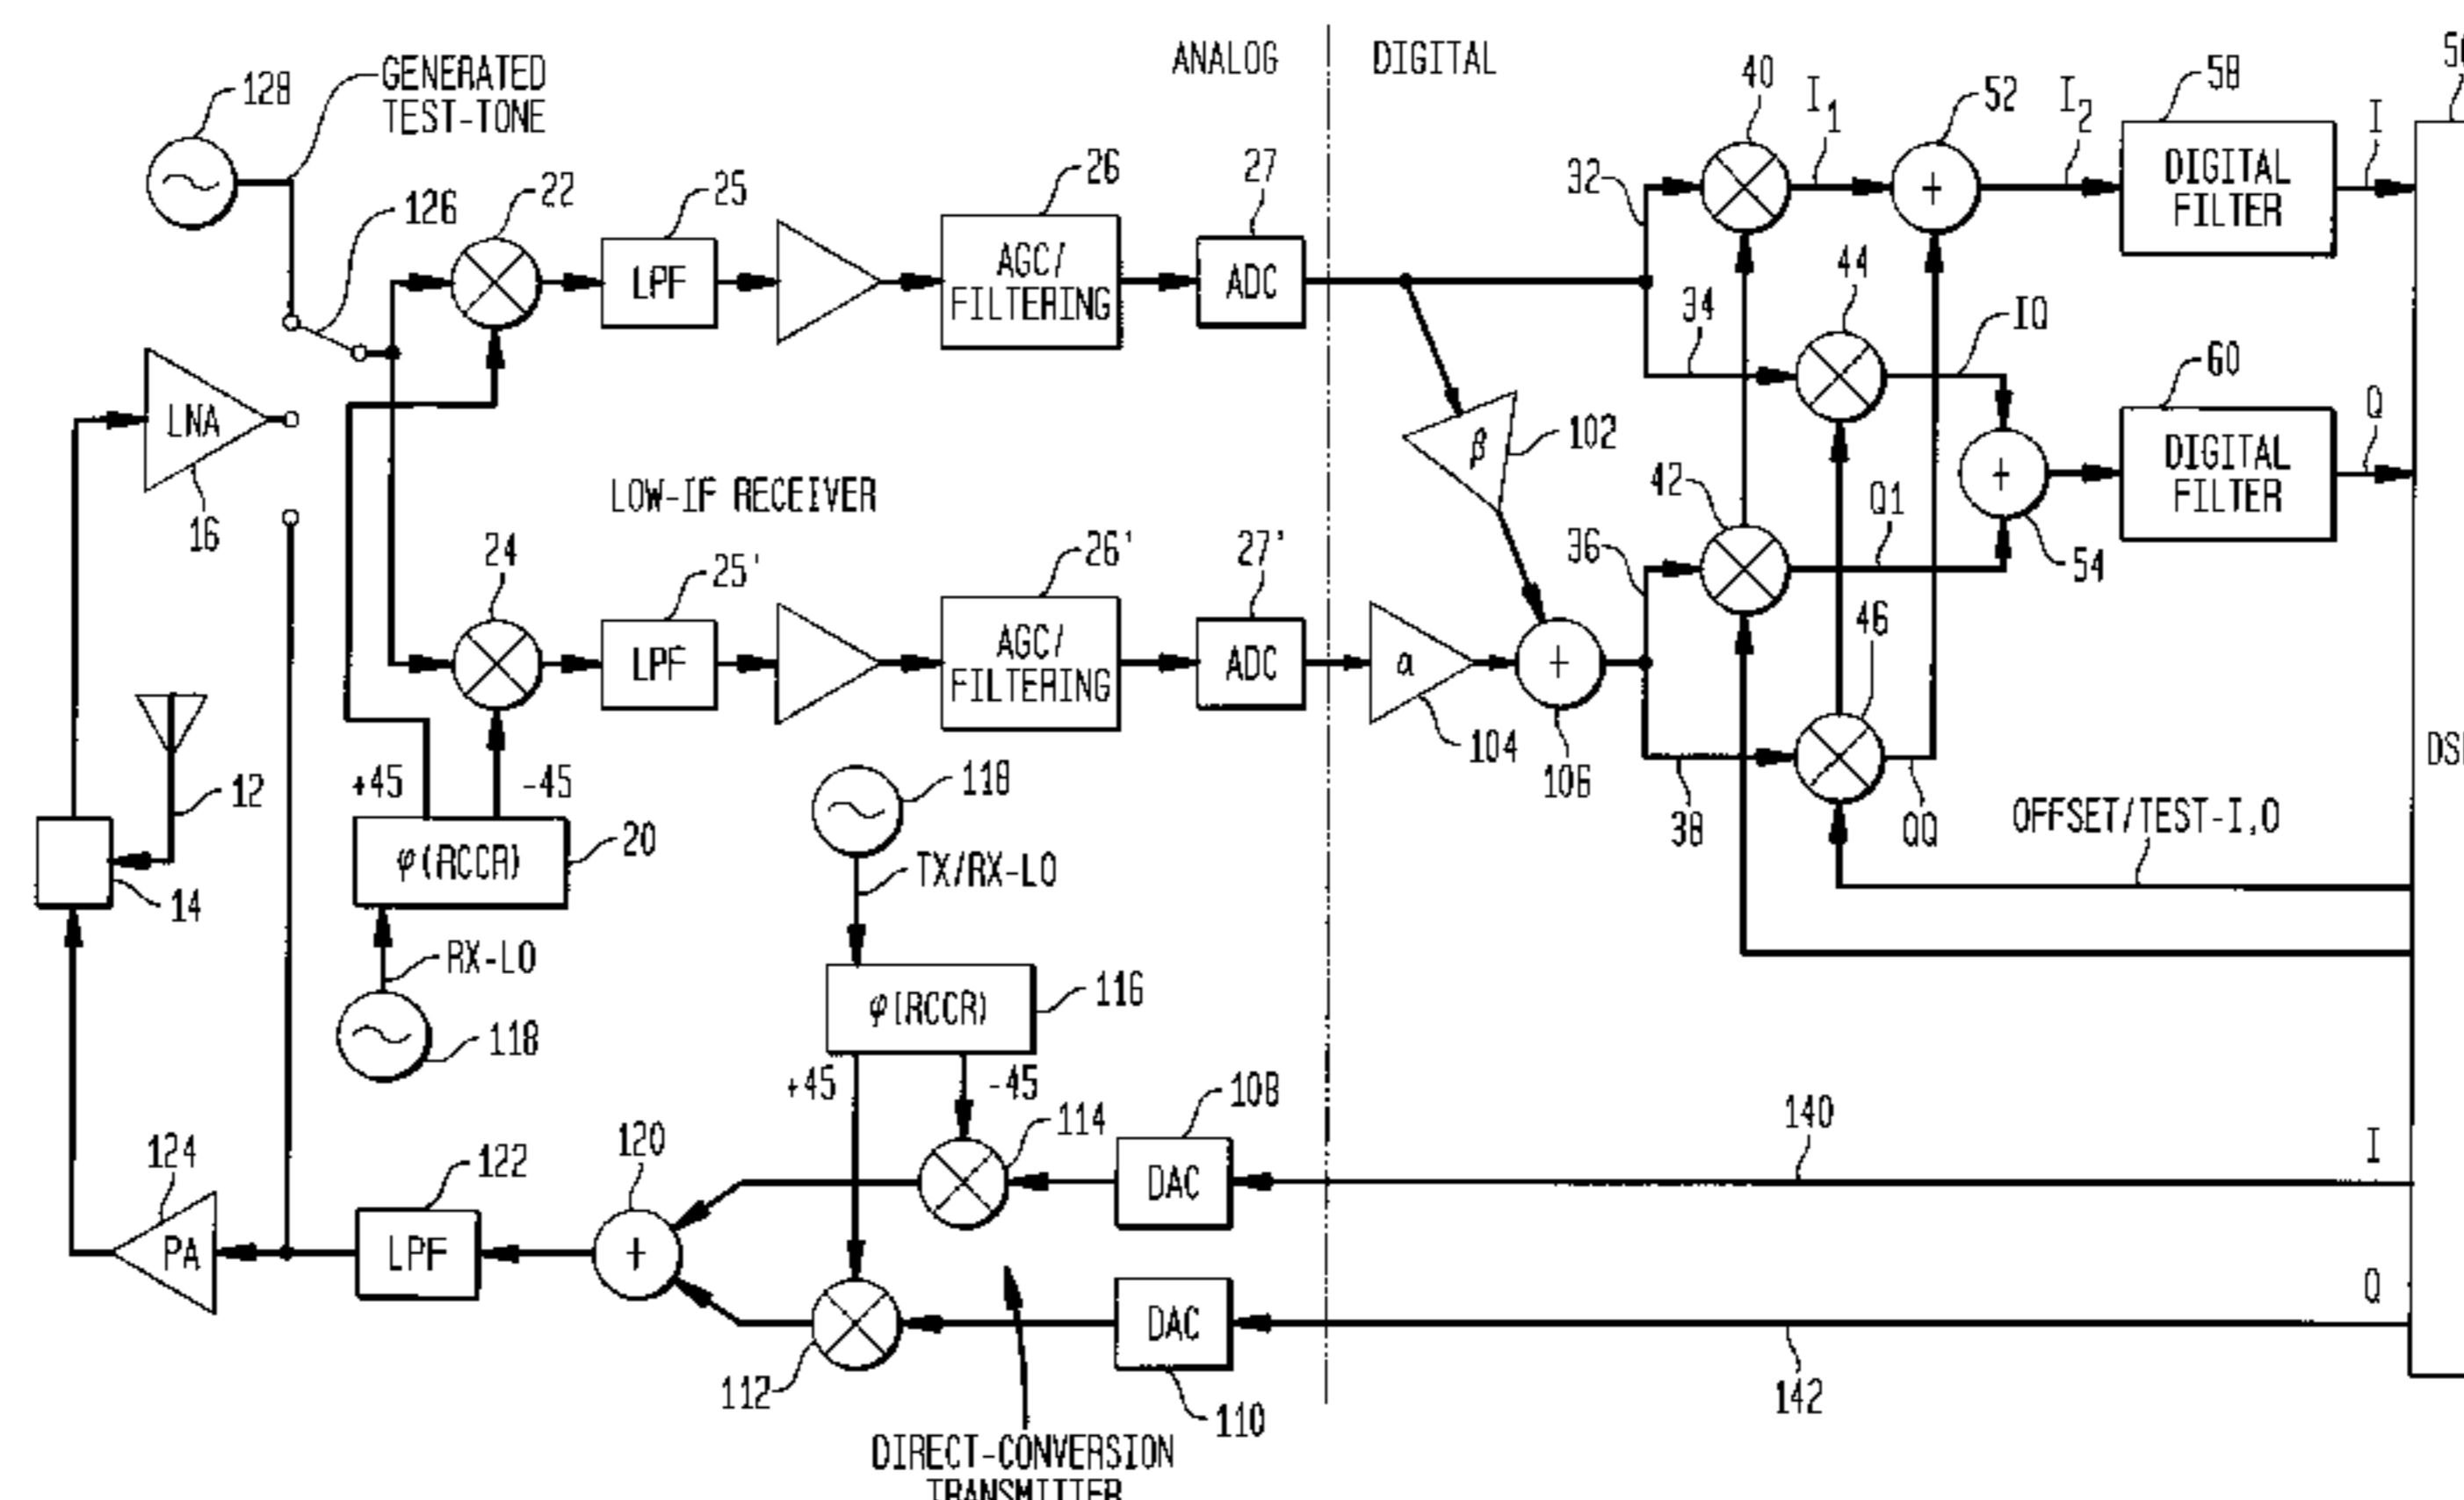 ANALOG
DIGITAL
GENERATED
TEST-TONE
128
126
22
25
26
27
LPF
AGC/
FILTERING
ADC
32
40
I1
52
I2
58
DIGITAL
FILTER
I
34
44
IQ
60
DIGITAL
FILTER
Q
LNA
16
LOW-IF RECEIVER
β
102
42
Q1
54
24
25'
26'
27'
LPF
AGC/
FILTERING
ADC
α
104
106
36
46
38
QQ
12
14
+45
-45
φ(RCCR)
20
RX-LO
118
118
TX/RX-LO
φ(RCCR)
116
+45
-45
OFFSET/TEST-I,Q
124
PA
122
LPF
120
114
108
DAC
140
I
112
DAC
110
142
Q
DIRECT-CONVERSION
TRANSMITTER